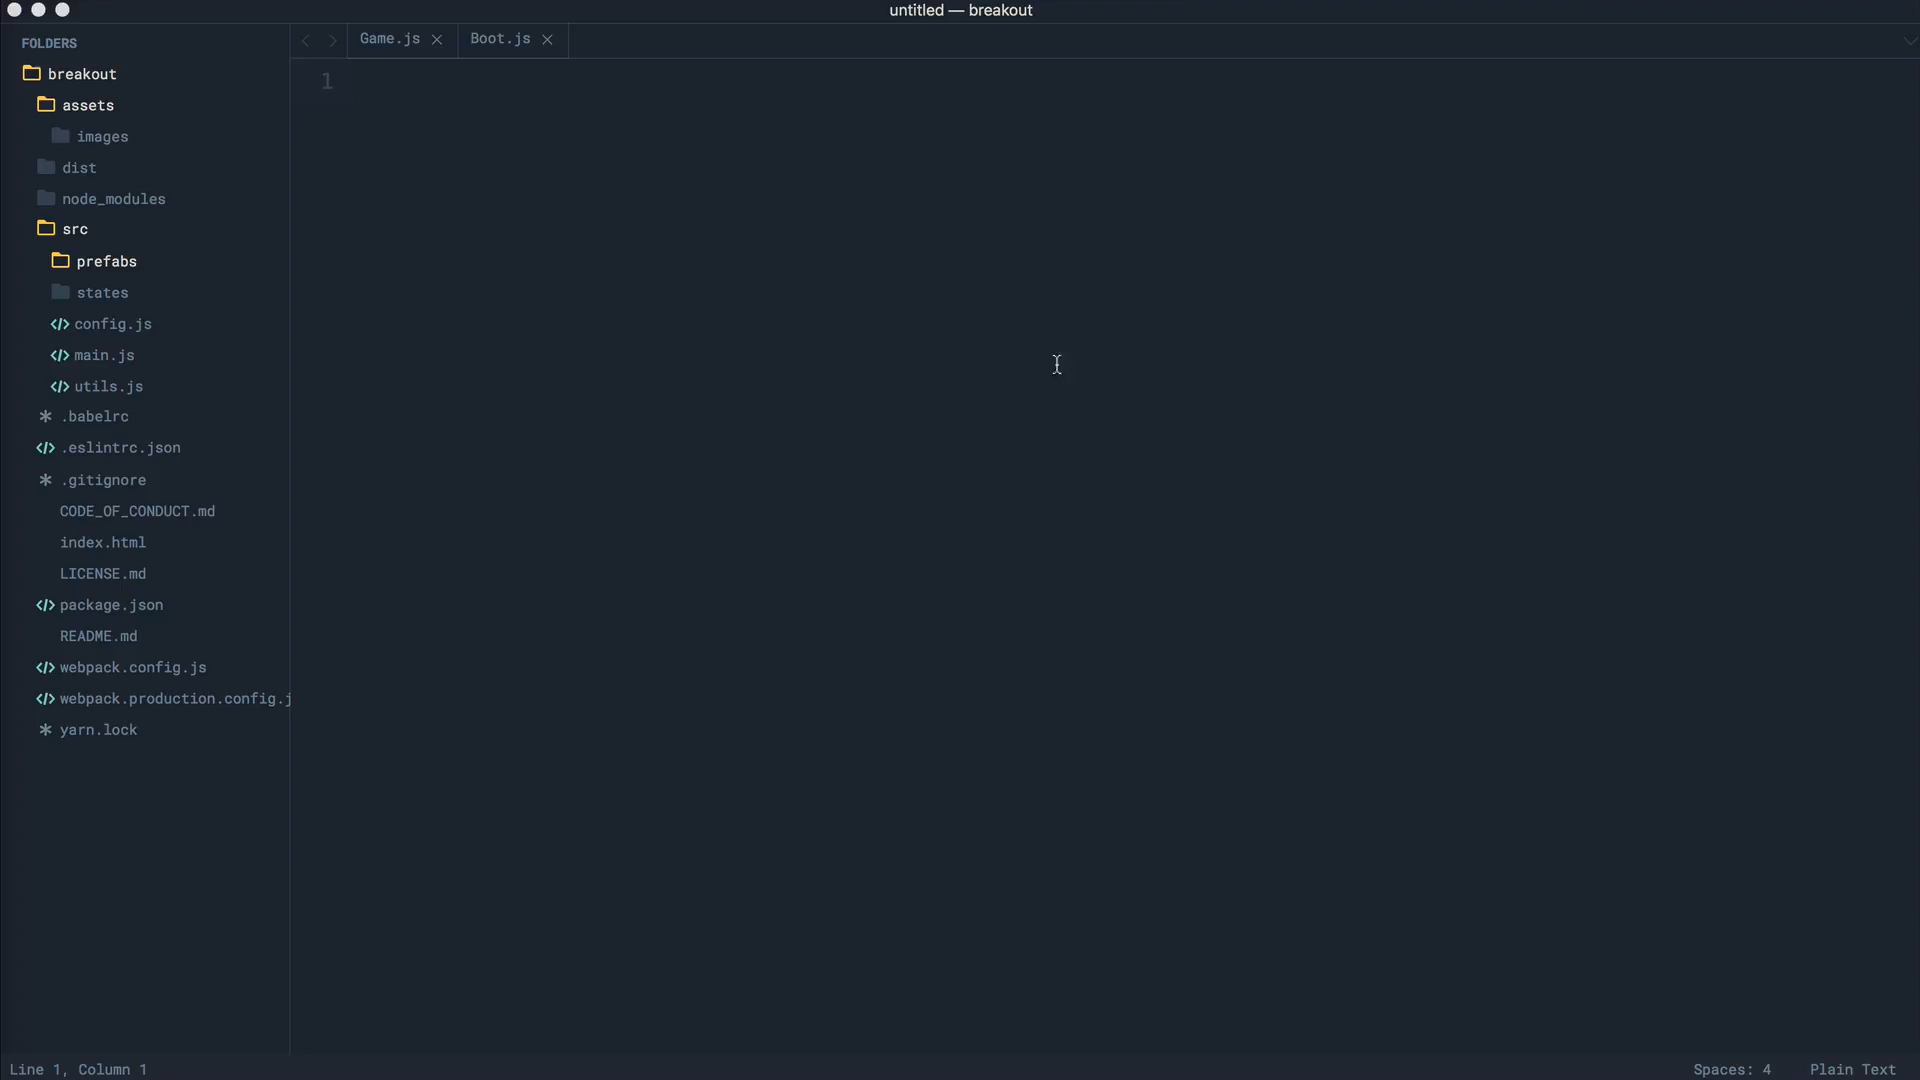 untitled — breakout
FOLDERS
breakout
assets
images
dist
node_modules
src
prefabs
states
config.js
main.js
utils.js
.babelrc
.eslintrc.json
.gitignore
CODE_OF_CONDUCT.md
index.html
LICENSE.md
package.json
README.md
webpack.config.js
webpack.production.config.j
yarn.lock
Game.js
Boot.js
1
Line 1, Column 1
Spaces: 4
Plain Text